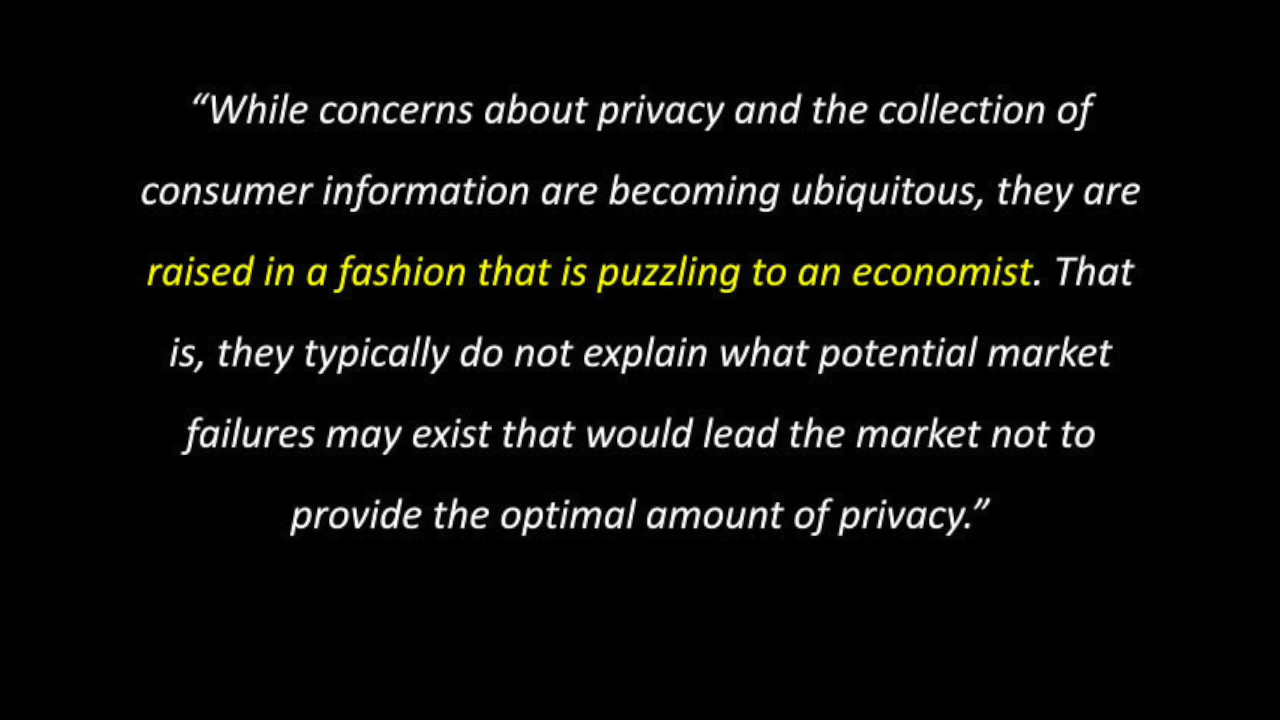 “While concerns about privacy and the collection of
consumer information are becoming ubiquitous, they are
raised in a fashion that is puzzling to an economist. That
is, they typically do not explain what potential market
failures may exist that would lead the market not to
provide the optimal amount of privacy.”